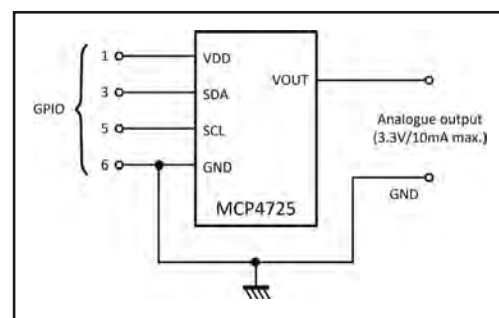 GPIO
1
3
5
6
VDD
SDA
SCL
GND
VOUT
MCP4725
Analogue output
(3.3V/10mA max.)
GND